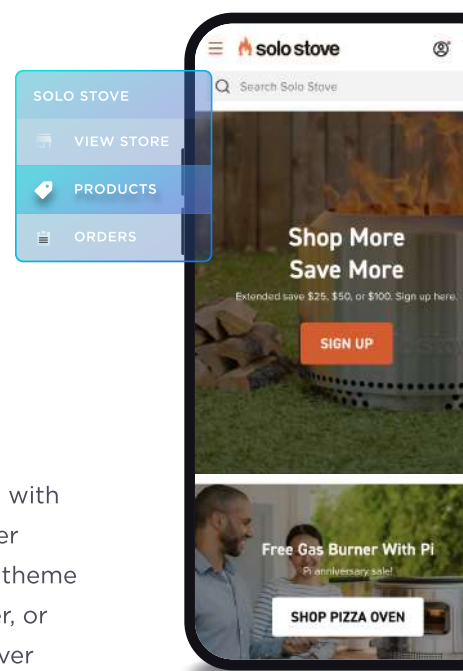 solo stove
Search Solo Stove
SOLO STOVE
VIEW STORE
PRODUCTS
ORDERS
Shop More
Save More
Extended save $25, $50, or $100. Sign up here.
SIGN UP
with
er
theme
er, or
ver
Free Gas Burner With Pi
Pi anniversary sale!
SHOP PIZZA OVEN